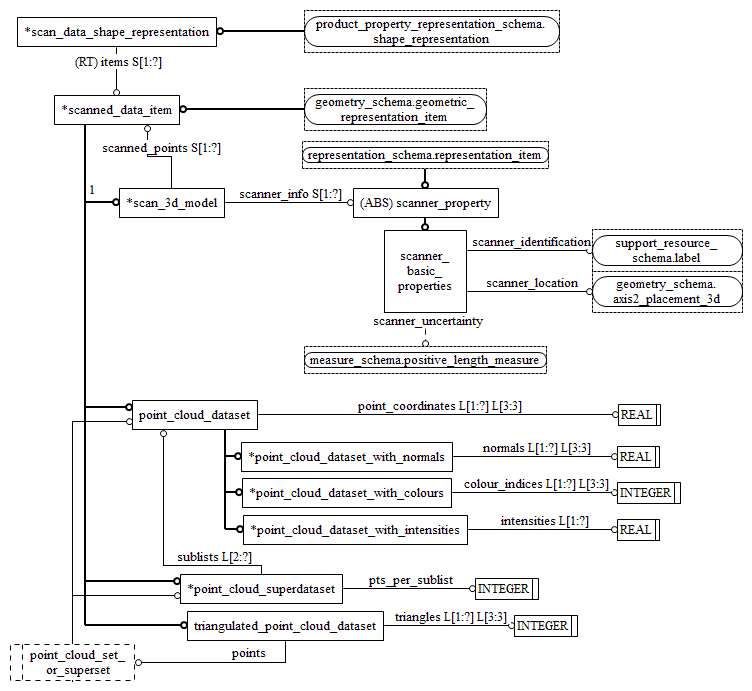 *scan_data_shape_representation
product_property_representation_schema.
shape_representation
(RT) items S[1:?]
*scanned_data_item
geometry_schema.geometric_
representation_item
scanned_points S[1:?]
representation_schema.representation_item
1
*scan_3d_model
scanner_info S[1:?]
(ABS) scanner_property
scanner_
basic_
properties
scanner_identification
support_resource_
schema.label
scanner_location
geometry_schema.
axis2_placement_3d
scanner_uncertainty
measure_schema.positive_length_measure
point_cloud_dataset
point_coordinates L[1:?] L[3:3]
REAL
*point_cloud_dataset_with_normals
normals L[1:?] L[3:3]
REAL
*point_cloud_dataset_with_colours
colour_indices L[1:?] L[3:3]
INTEGER
*point_cloud_dataset_with_intensities
intensities L[1:?]
REAL
sublists L[2:?]
*point_cloud_superdataset
pts_per_sublist
INTEGER
triangulated_point_cloud_dataset
triangles L[1:?] L[3:3]
INTEGER
point_cloud_set_
or_superset
points